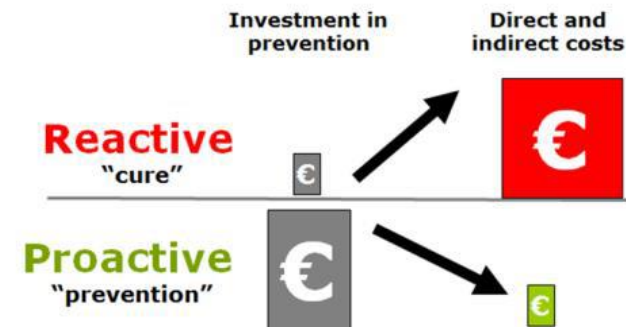 Investment in
prevention
Direct and
indirect costs
€
Reactive
“cure”
€
Proactive
“prevention”
€
€